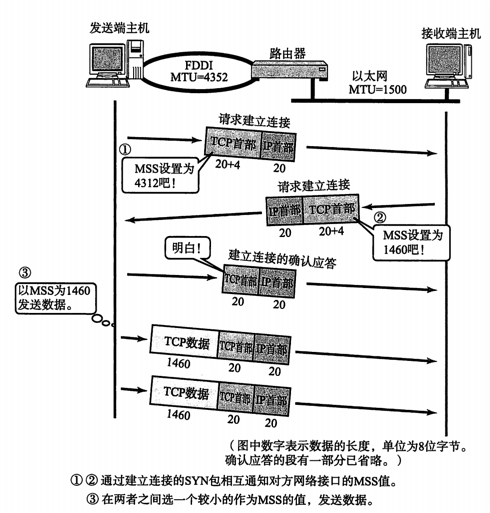 发送端主机
接收端主机
路由器
FDDI
MTU=4352
以太网
MTU=1500
请求建立连接
①
TCP首部 IP首部
MSS设置为
4312吧！
20+4 20
请求建立连接
IP首部 TCP首部
②
20 20+4
MSS设置为
1460吧！
明白！
建立连接的确认应答
③
TCP首部 IP首部
以MSS为1460
发送数据。
20 20
TCP数据 TCP首部 IP首部
1460 20 20
TCP数据 TCP首部 IP首部
1460 20 20
（图中数字表示数据的长度，单位为8位字节。
确认应答的段有一部分已省略。）
①②通过建立连接的SYN包相互通知对方网络接口的MSS值。
③在两者之间选一个较小的作为MSS的值，发送数据。